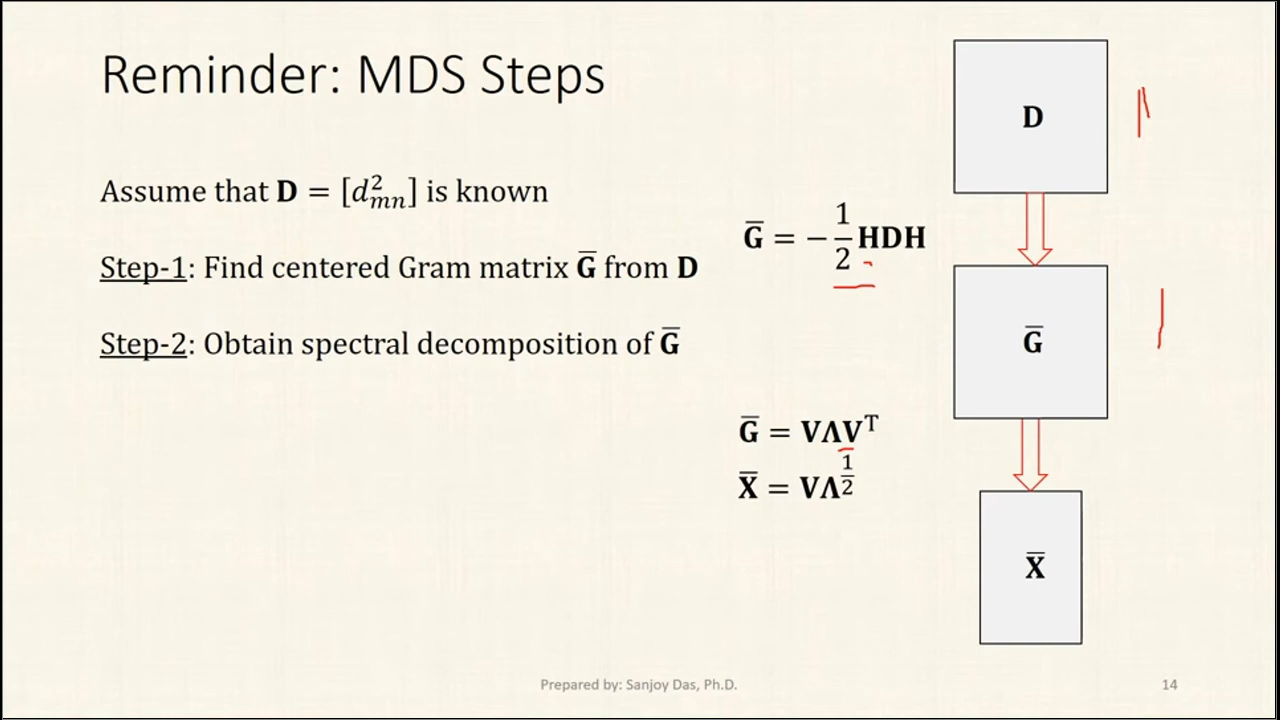 Reminder: MDS Steps
Assume that 𝐃 = [d²ₘₙ] is known
Step-1: Find centered Gram matrix 𝐆̅ from 𝐃
Step-2: Obtain spectral decomposition of 𝐆̅
𝐆̅ = −½𝐇𝐃𝐇
𝐆̅ = 𝐕𝚲𝐕ᵀ
𝐗̅ = 𝐕𝚲^½
𝐃
𝐆̅
𝐗̅
Prepared by: Sanjoy Das, Ph.D.
14